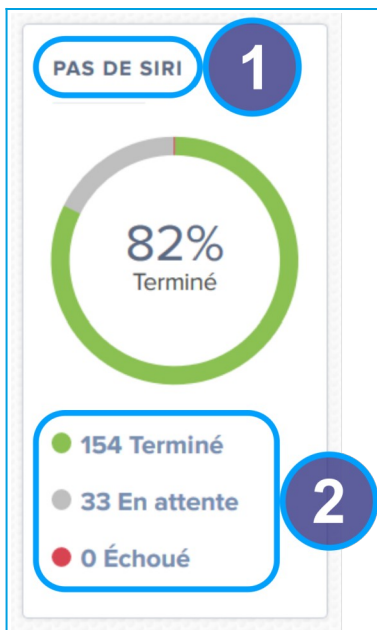 PAS DE SIRI
1
82%
Terminé
154 Terminé
33 En attente
0 Échoué
2